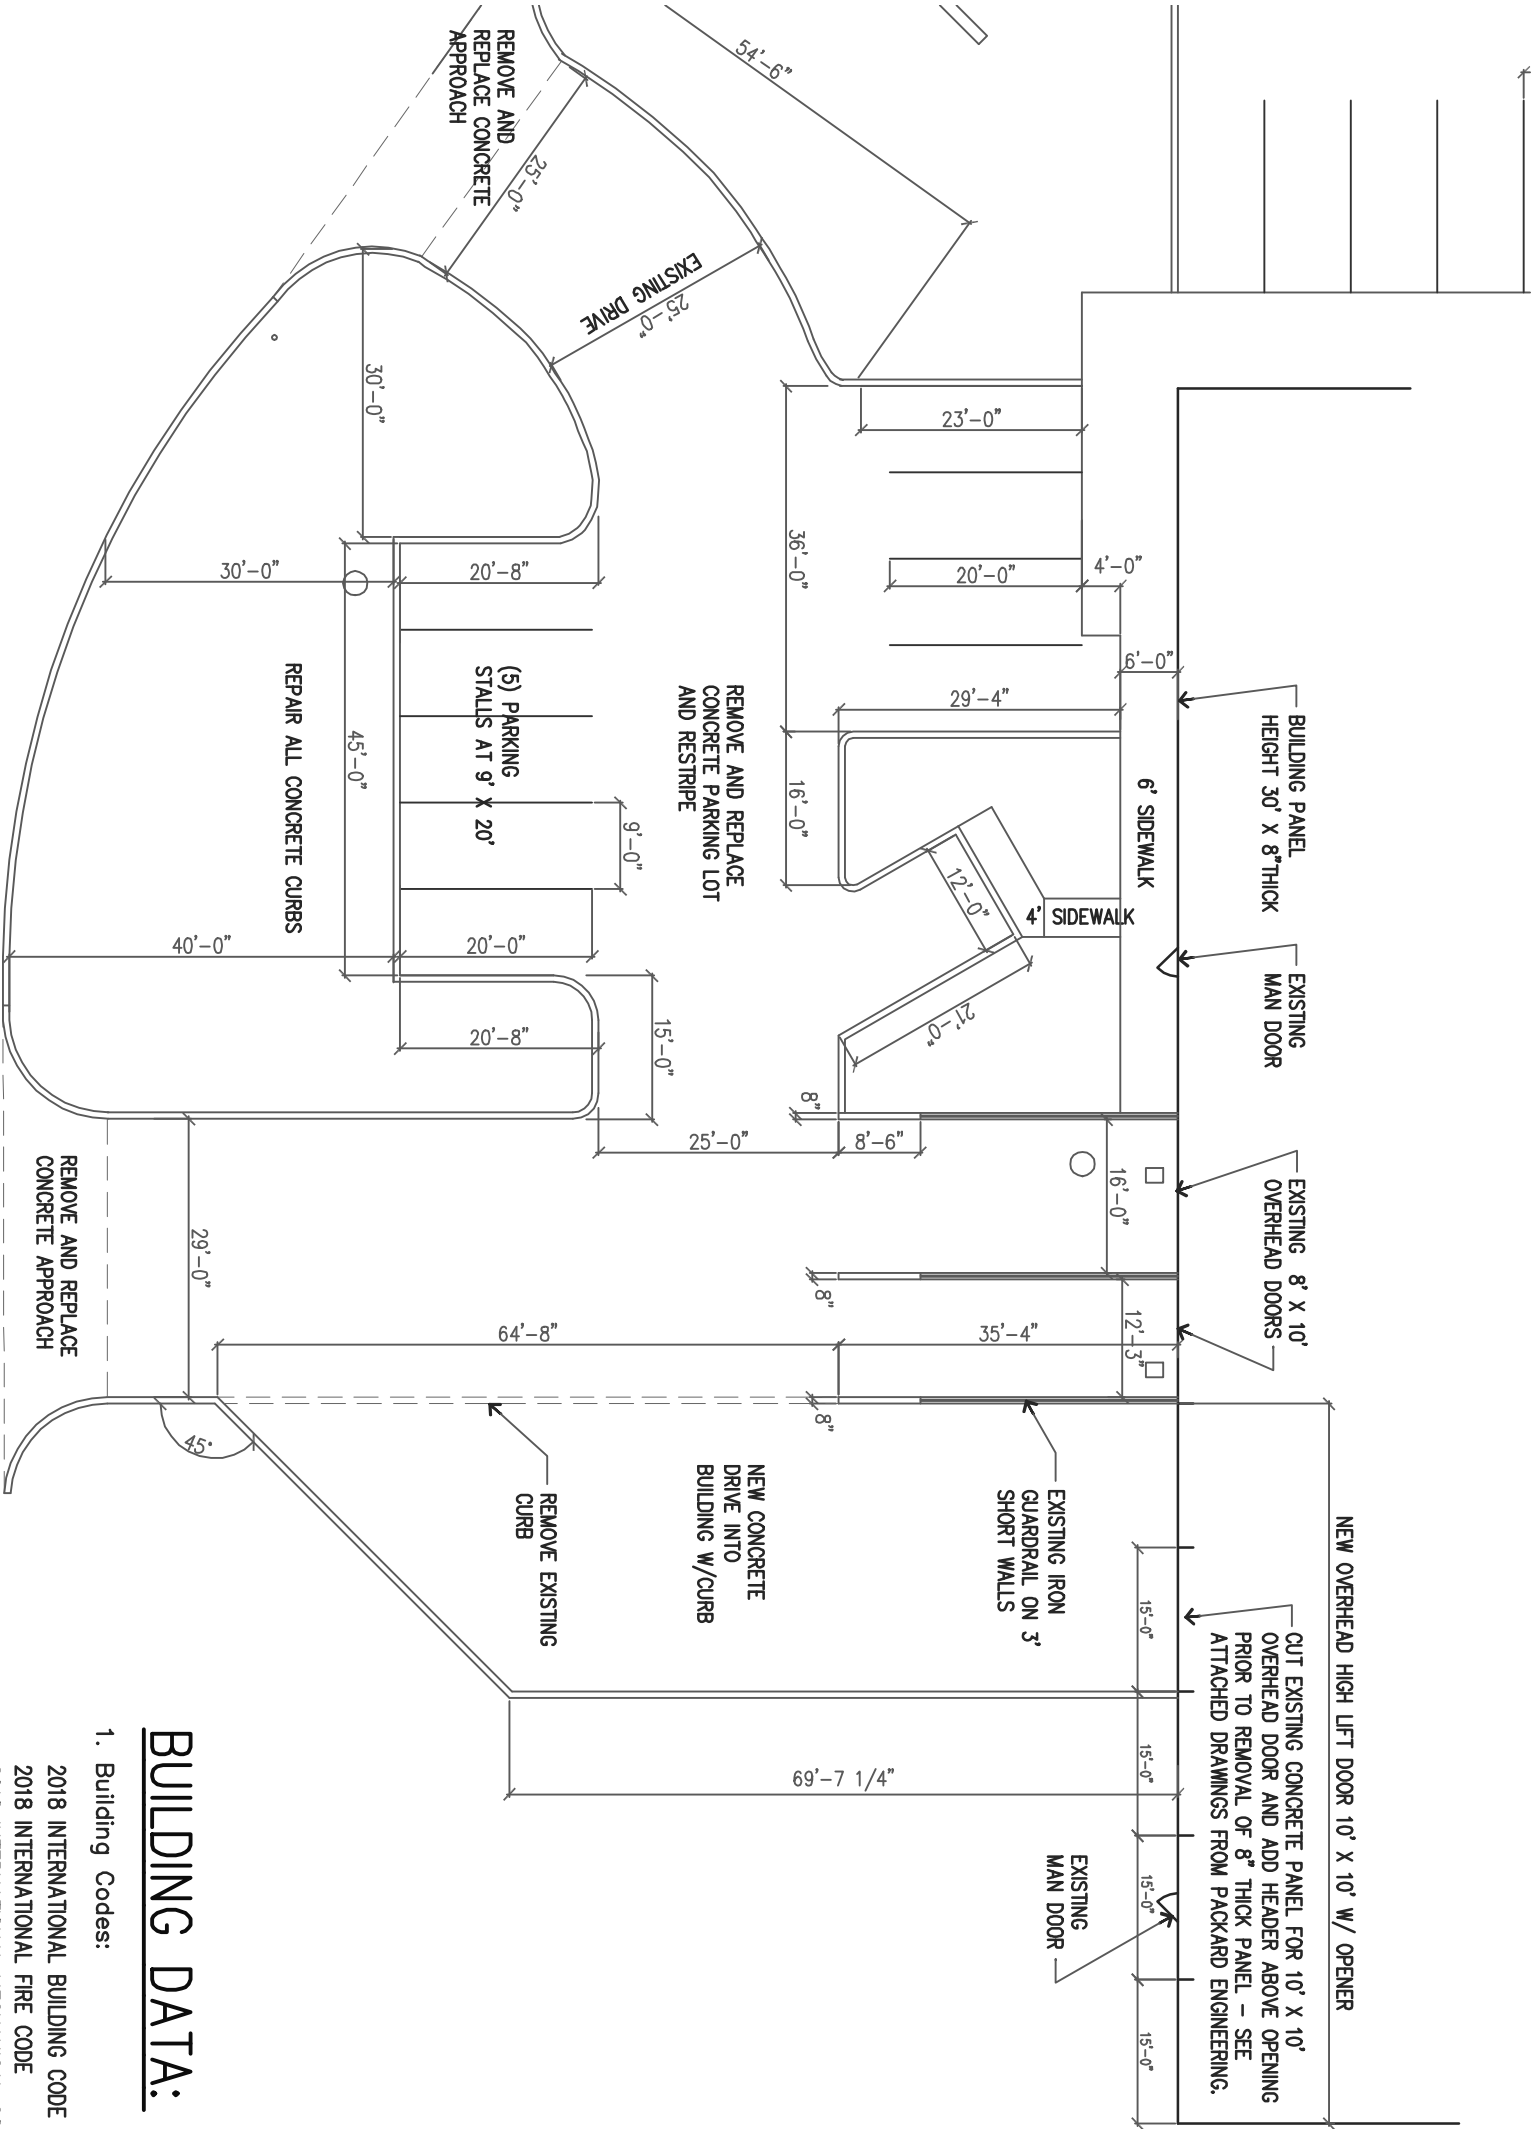 NEW OVERHEAD HIGH LIFT DOOR 10' X 10' W/ OPENER
BUILDING PANEL
HEIGHT 30' X 8" THICK
EXISTING
MAN DOOR
EXISTING 8' X 10'
OVERHEAD DOORS
CUT EXISTING CONCRETE PANEL FOR 10' X 10'
OVERHEAD DOOR AND ADD HEADER ABOVE OPENING
PRIOR TO REMOVAL OF 8" THICK PANEL - SEE
ATTACHED DRAWINGS FROM PACKARD ENGINEERING.
6'-0"
6' SIDEWALK
4'-0"
4' SIDEWALK
15'-0"
15'-0"
15'-0"
15'-0"
16'-0"
12'-3"
EXISTING
MAN DOOR
23'-0"
20'-0"
29'-4"
12'-0"
21'-0"
35'-4"
EXISTING IRON
GUARDRAIL ON 3'
SHORT WALLS
8'-6"
8"
8"
8"
36'-0"
16'-0"
69'-7 1/4"
54'-6"
25'-0"
EXISTING DRIVE
25'-0"
REMOVE AND REPLACE
CONCRETE PARKING LOT
AND RESTRIPE
25'-0"
NEW CONCRETE
DRIVE INTO
BUILDING W/CURB
15'-0"
9'-0"
REMOVE AND
REPLACE CONCRETE
APPROACH
20'-8"
(5) PARKING
STALLS AT 9' X 20'
20'-0"
20'-8"
64'-8"
REMOVE EXISTING
CURB
30'-0"
45'-0"
REPAIR ALL CONCRETE CURBS
30'-0"
40'-0"
29'-0"
45°
REMOVE AND REPLACE
CONCRETE APPROACH
BUILDING DATA:
1. Building Codes:
2018 INTERNATIONAL BUILDING CODE
2018 INTERNATIONAL FIRE CODE